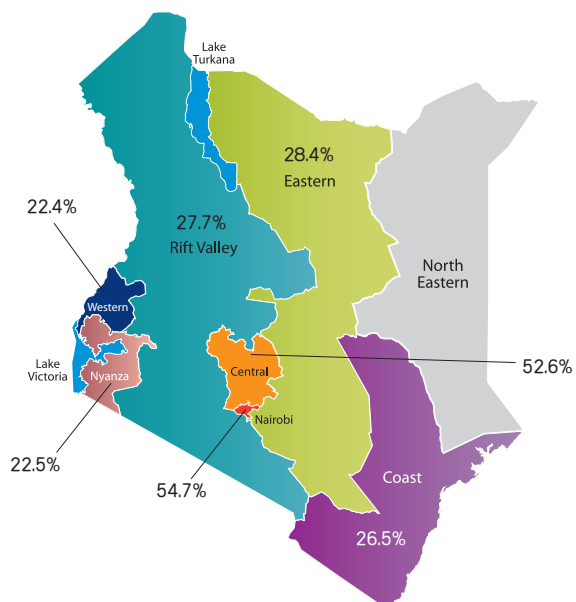 Lake
Turkana
28.4%
Eastern
22.4%
27.7%
Rift Valley
North
Eastern
Western
Lake
Victoria
Nyanza
Central
52.6%
Nairobi
22.5%
54.7%
Coast
26.5%